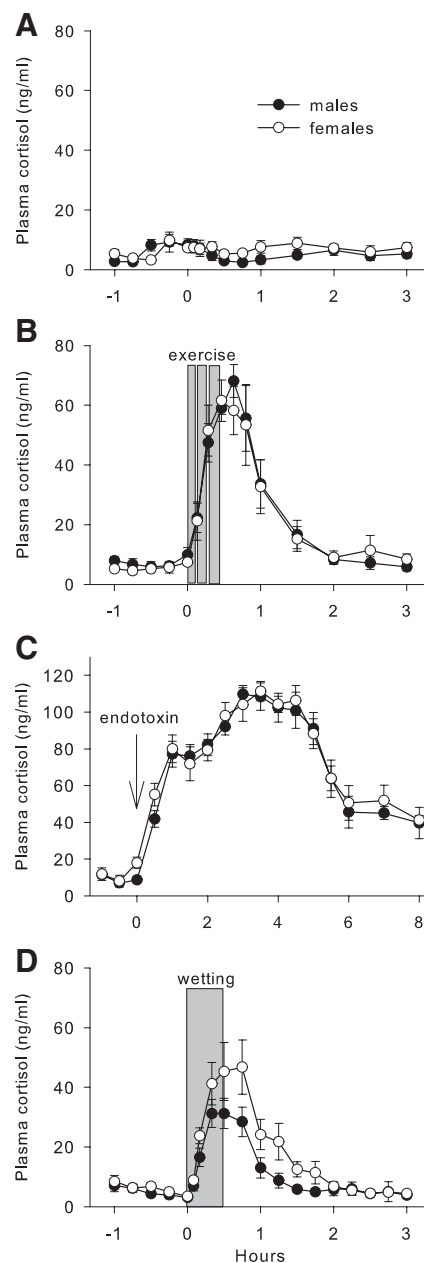 A
Plasma cortisol (ng/ml)
80
60
40
20
0
males
females
-1 0 1 2 3
B
Plasma cortisol (ng/ml)
80
60
40
20
0
exercise
-1 0 1 2 3
C
Plasma cortisol (ng/ml)
120
100
80
60
40
20
0
endotoxin
0 2 4 6 8
D
Plasma cortisol (ng/ml)
80
60
40
20
0
wetting
-1 0 1 2 3
Hours